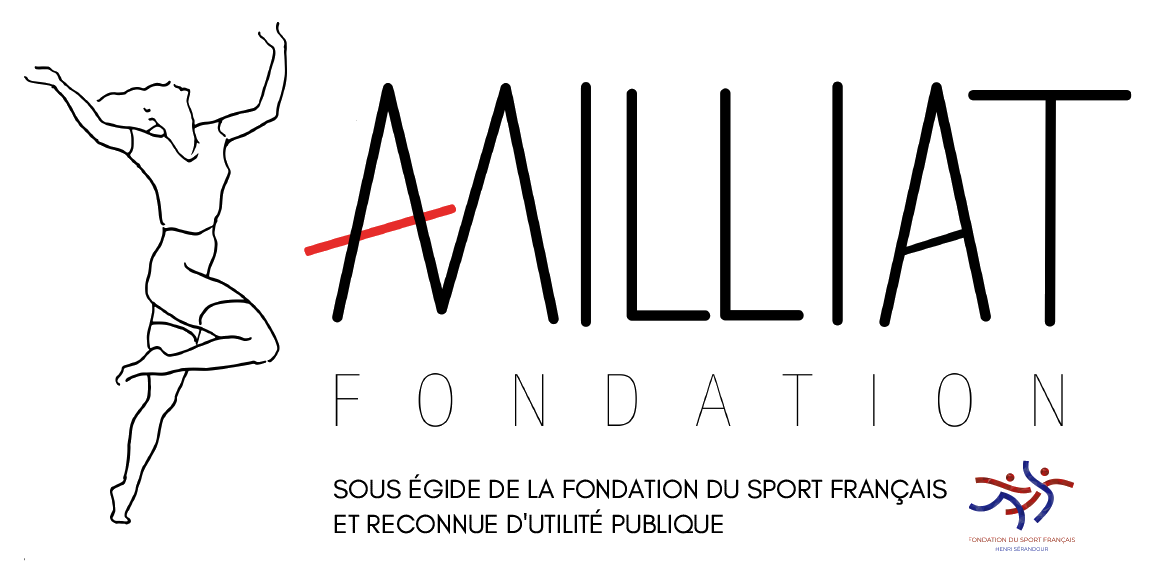 MILLIAT
FONDATION
SOUS ÉGIDE DE LA FONDATION DU SPORT FRANÇAIS
ET RECONNUE D'UTILITÉ PUBLIQUE
FONDATION DU SPORT FRANÇAIS
HENRI SÉRANDOUR